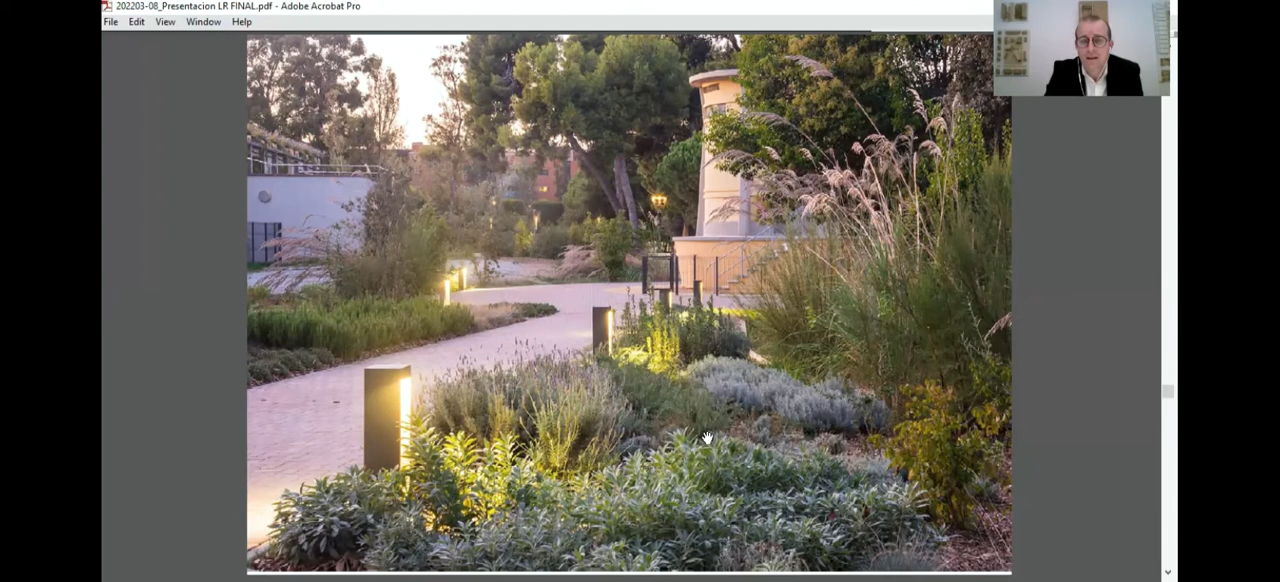 202203-08_Presentacion LR FINAL.pdf - Adobe Acrobat Pro
File Edit View Window Help